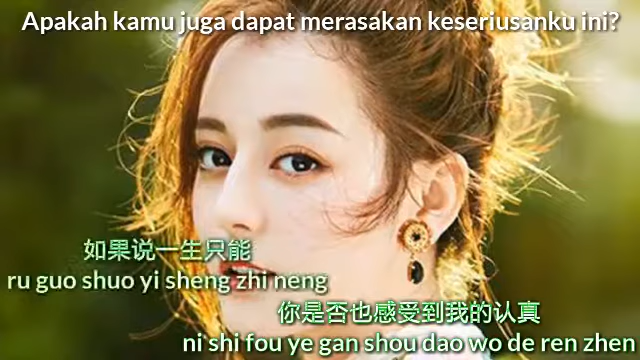 Apakah kamu juga dapat merasakan keseriusanku ini?
如果说一生只能
ru guo shuo yi sheng zhi neng
你是否也感受到我的认真
ni shi fou ye gan shou dao wo de ren zhen